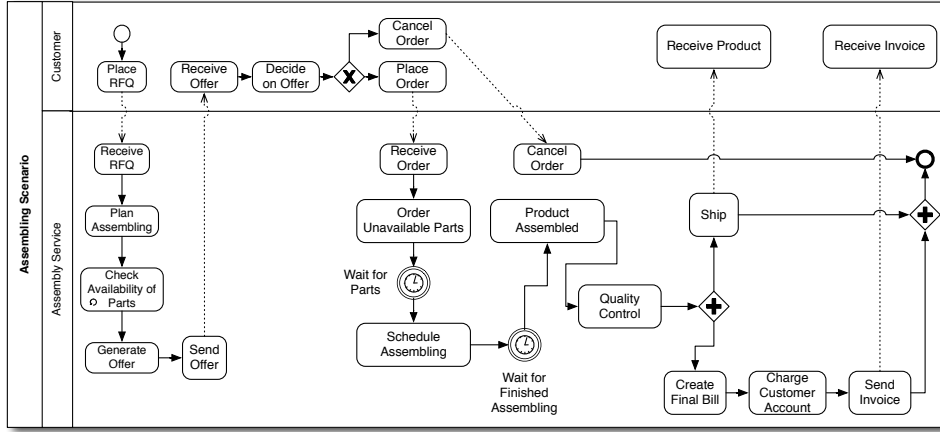 Assembling Scenario
Customer
Place
RFQ
Receive
Offer
Decide
on Offer
X
Cancel
Order
Place
Order
Receive Product
Receive Invoice
Assembly Service
Receive
RFQ
Plan
Assembling
Check
Availability of
Parts
Generate
Offer
Send
Offer
Receive
Order
Order
Unavailable Parts
Wait for
Parts
Schedule
Assembling
Wait for
Finished
Assembling
Cancel
Order
Product
Assembled
Quality
Control
Ship
Create
Final Bill
Charge
Customer
Account
Send
Invoice